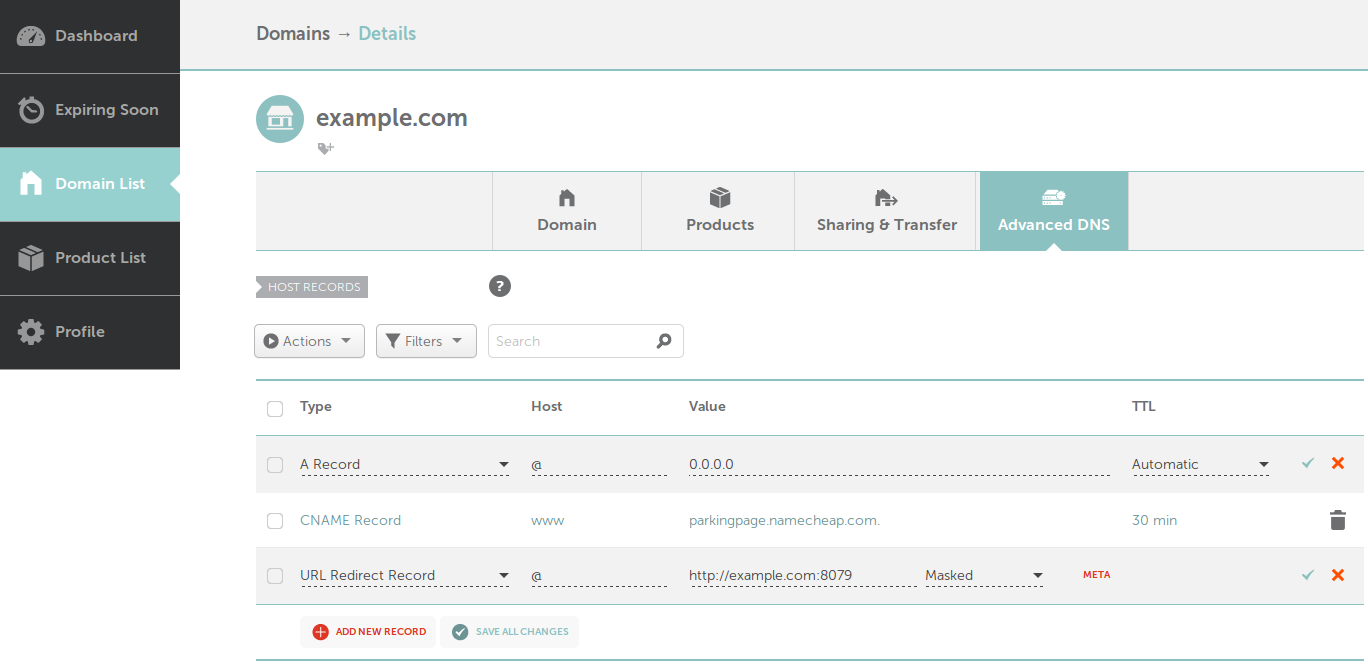 Dashboard
Expiring Soon
Domain List
Product List
Profile
Domains → Details
example.com
Domain
Products
Sharing & Transfer
Advanced DNS
HOST RECORDS
?
Actions
Filters
Search
Type Host Value TTL
A Record @ 0.0.0.0 Automatic
CNAME Record www parkingpage.namecheap.com. 30 min
URL Redirect Record @ http://example.com:8079 Masked META
ADD NEW RECORD
SAVE ALL CHANGES